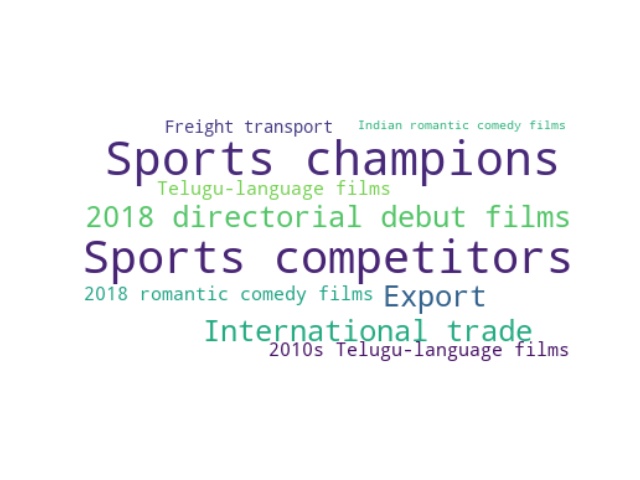 Freight transport
Indian romantic comedy films
Sports champions
Telugu-language films
2018 directorial debut films
Sports competitors
2018 romantic comedy films
Export
International trade
2010s Telugu-language films